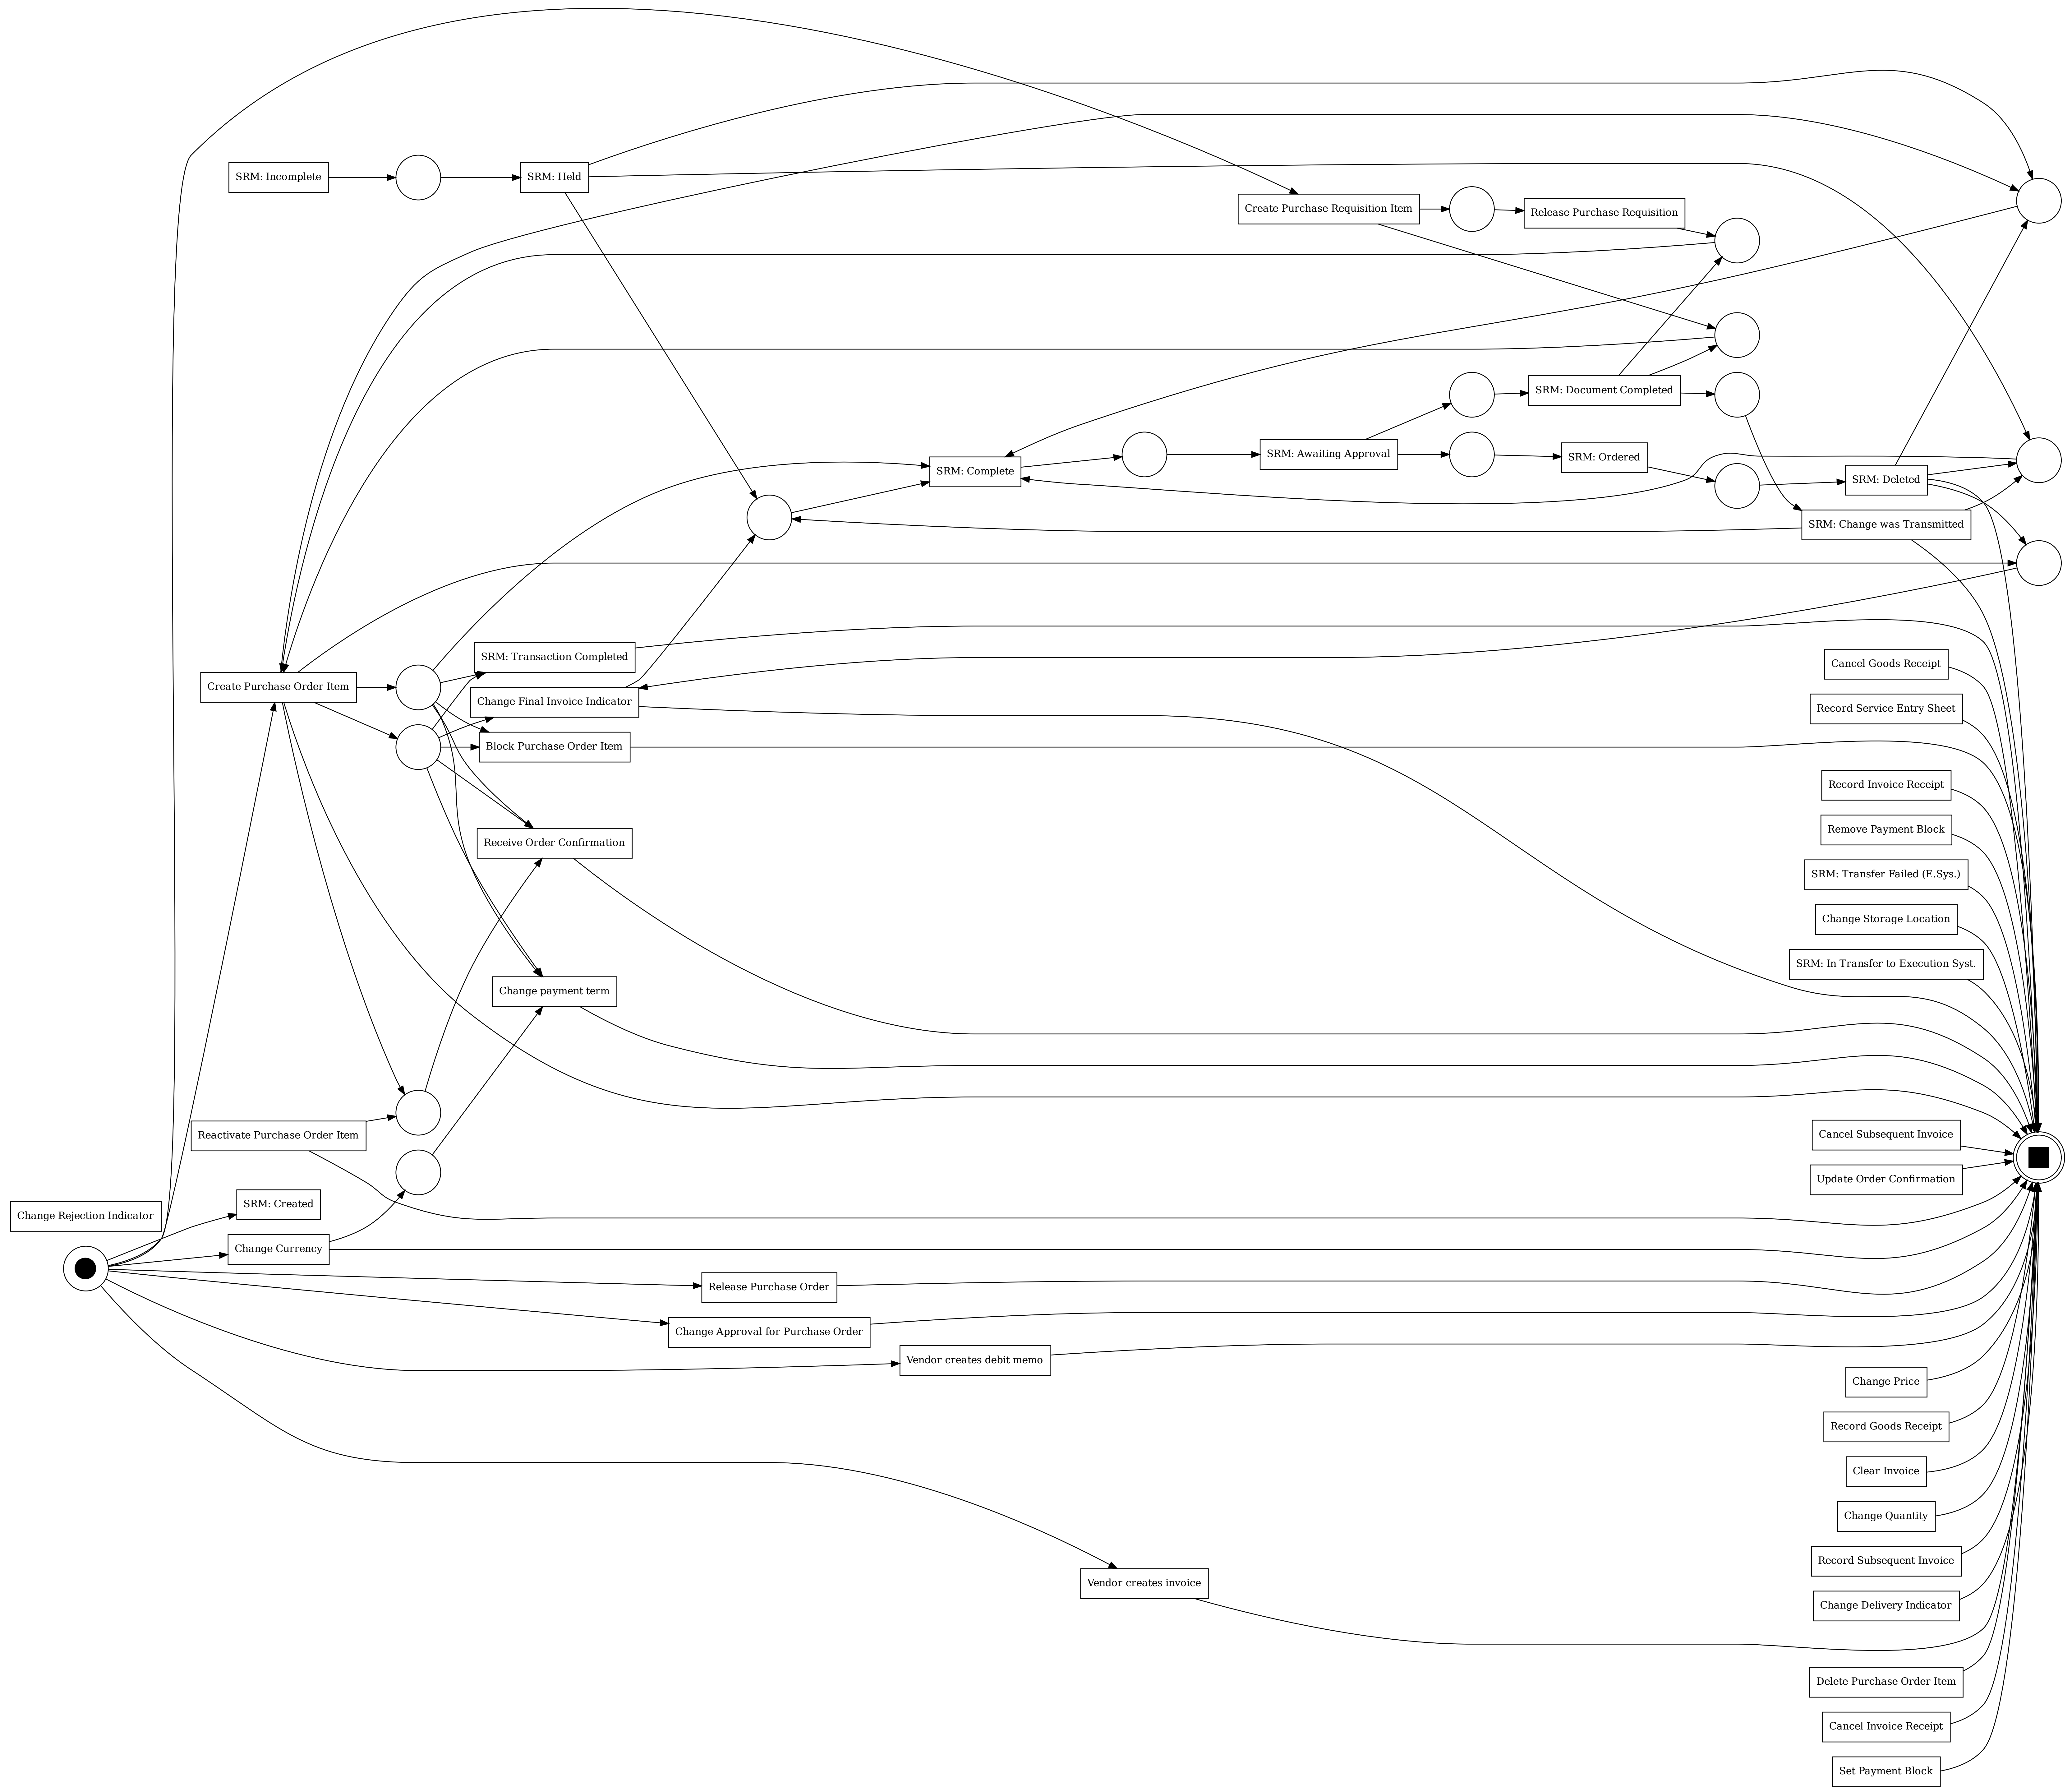 SRM: Incomplete
SRM: Held
Create Purchase Requisition Item
Release Purchase Requisition
SRM: Document Completed
SRM: Complete
SRM: Awaiting Approval
SRM: Ordered
SRM: Deleted
SRM: Change was Transmitted
Create Purchase Order Item
SRM: Transaction Completed
Change Final Invoice Indicator
Block Purchase Order Item
Receive Order Confirmation
Change payment term
Cancel Goods Receipt
Record Service Entry Sheet
Record Invoice Receipt
Remove Payment Block
SRM: Transfer Failed (E.Sys.)
Change Storage Location
SRM: In Transfer to Execution Syst.
Reactivate Purchase Order Item
Cancel Subsequent Invoice
Update Order Confirmation
Change Rejection Indicator
SRM: Created
Change Currency
Release Purchase Order
Change Approval for Purchase Order
Vendor creates debit memo
Change Price
Record Goods Receipt
Clear Invoice
Change Quantity
Record Subsequent Invoice
Vendor creates invoice
Change Delivery Indicator
Delete Purchase Order Item
Cancel Invoice Receipt
Set Payment Block